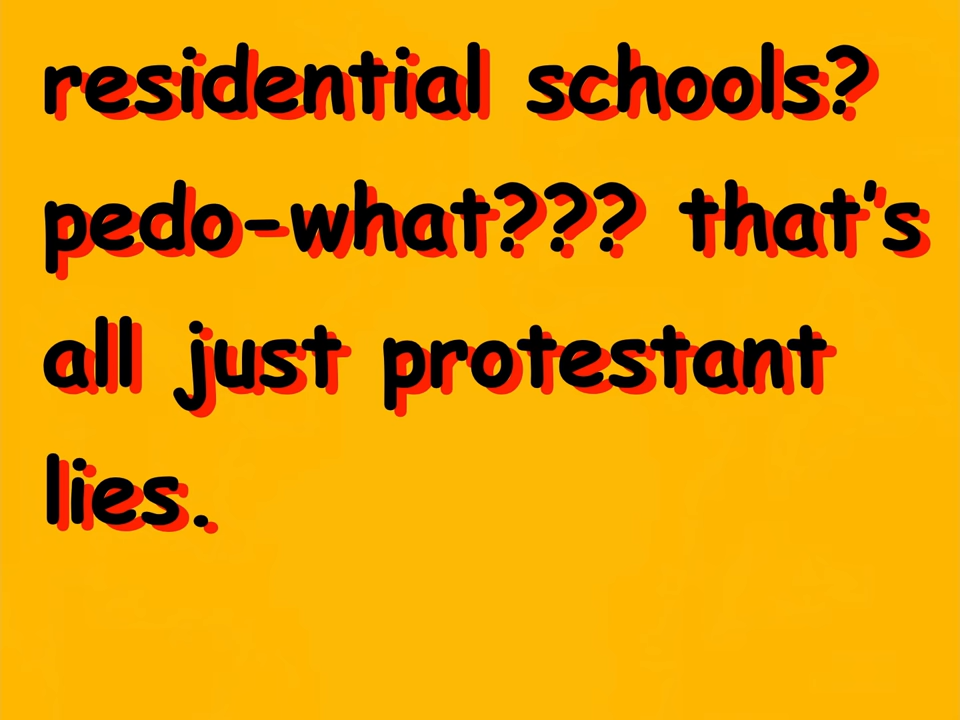 residential schools?
pedo-what??? that's
all just protestant
lies.